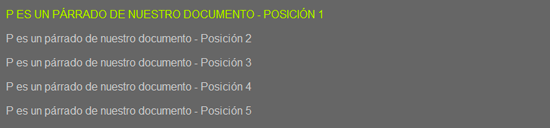 P ES UN PÁRRADO DE NUESTRO DOCUMENTO - POSICIÓN 1
P es un párrado de nuestro documento - Posición 2
P es un párrado de nuestro documento - Posición 3
P es un párrado de nuestro documento - Posición 4
P es un párrado de nuestro documento - Posición 5